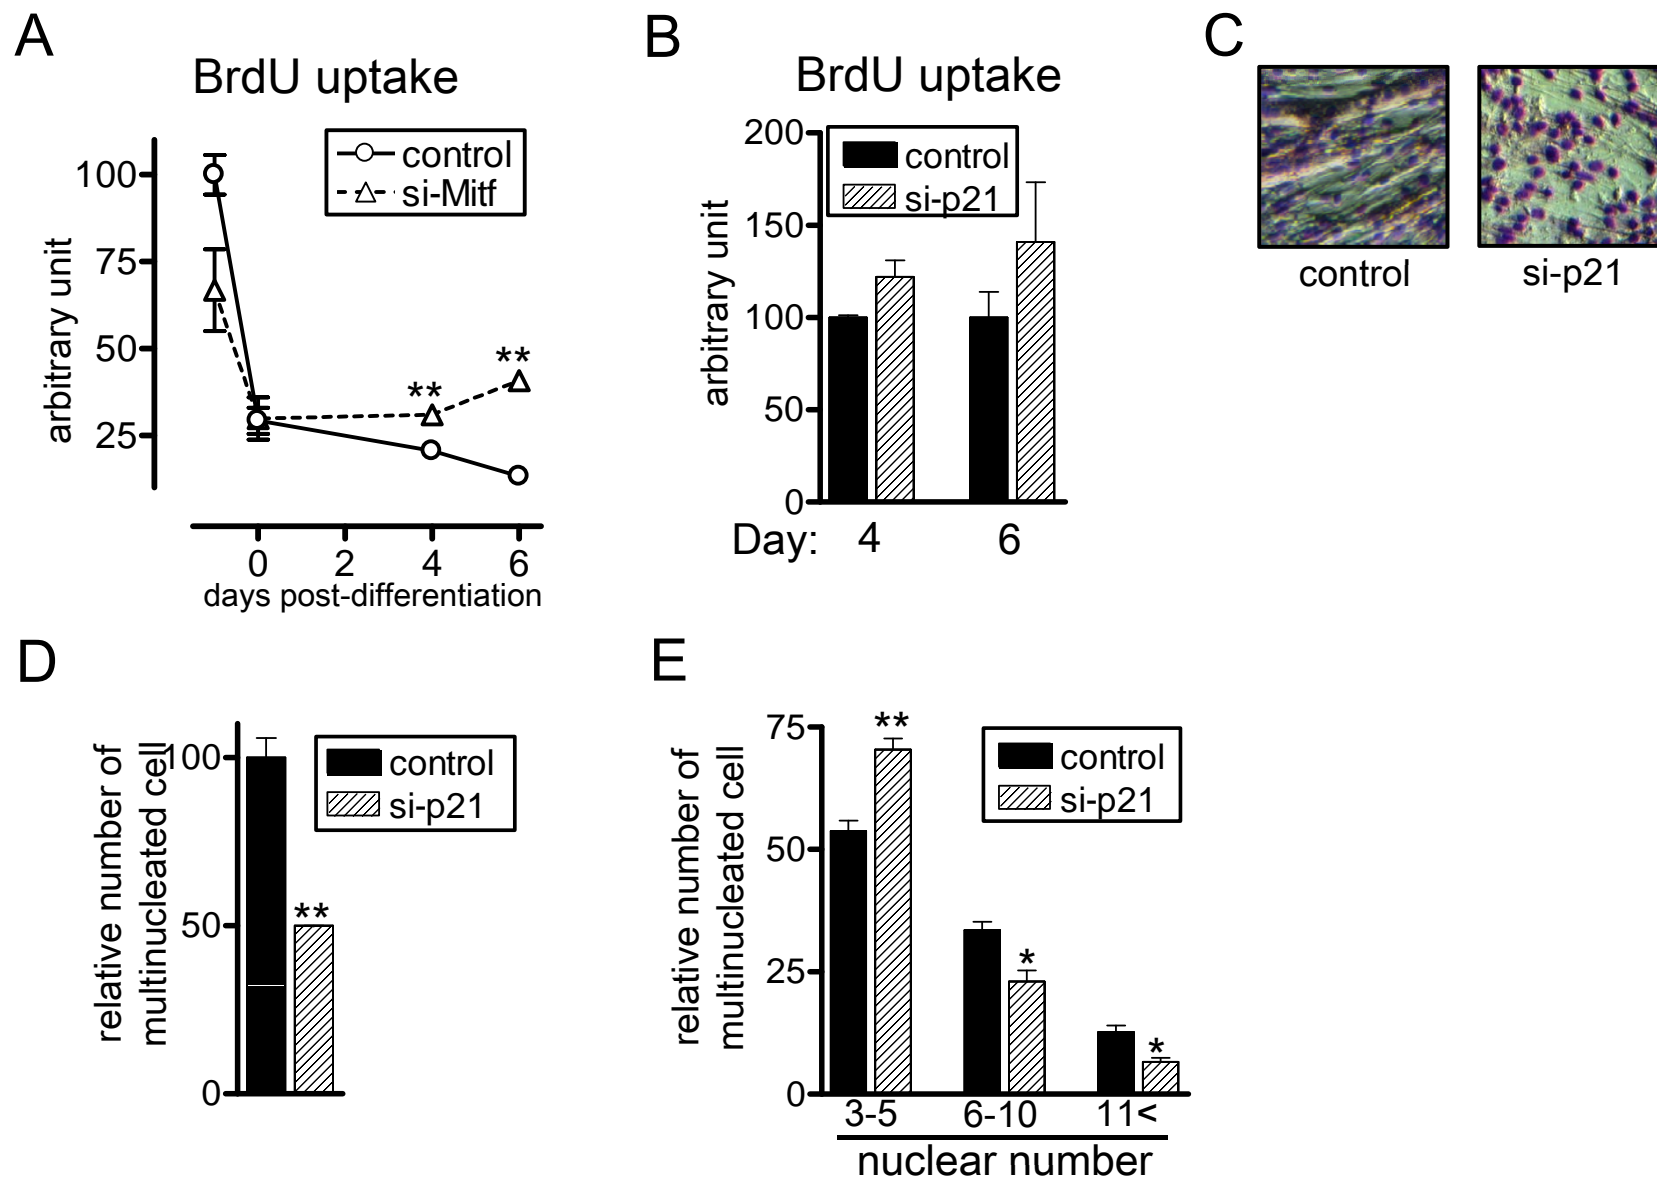 A
BrdU uptake
control
si-Mitf
arbitrary unit
100
75
50
25
**
**
0 2 4 6
days post-differentiation
B
BrdU uptake
control
si-p21
arbitrary unit
200
150
100
50
0
Day: 4 6
C
control
si-p21
D
relative number of
multinucleated cell
100
50
0
control
si-p21
**
E
relative number of
multinucleated cell
75
50
25
0
control
si-p21
**
*
*
3-5 6-10 11<
nuclear number